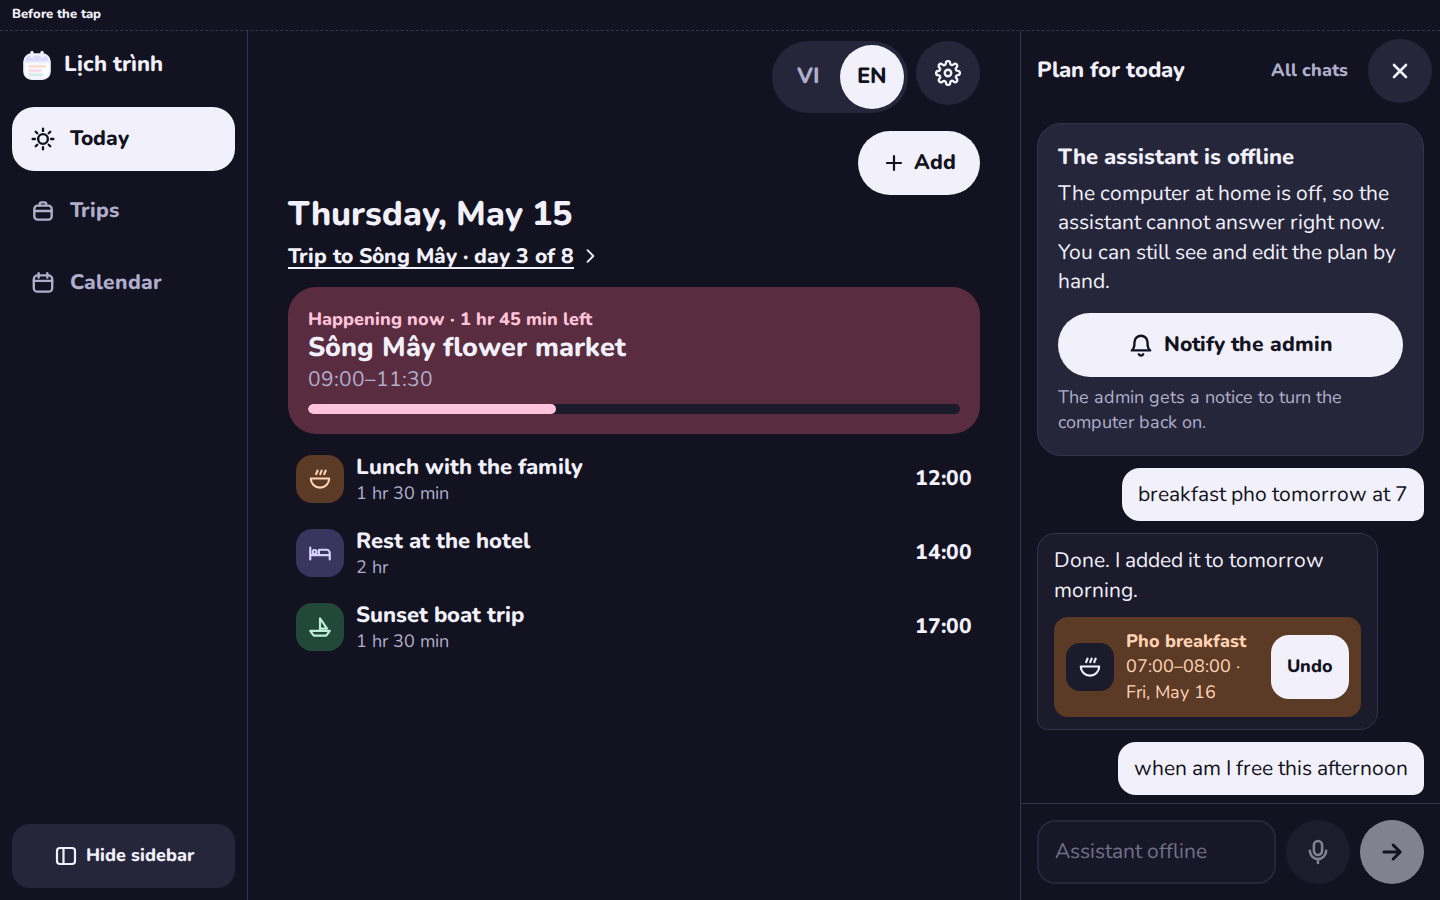 Before the tap
Lịch trình
Today
Trips
Calendar
Hide sidebar
VI
EN
Add
Thursday, May 15
Trip to Sông Mây · day 3 of 8
Happening now · 1 hr 45 min left
Sông Mây flower market
09:00–11:30
Lunch with the family
1 hr 30 min
12:00
Rest at the hotel
2 hr
14:00
Sunset boat trip
1 hr 30 min
17:00
Plan for today
All chats
The assistant is offline
The computer at home is off, so the
assistant cannot answer right now.
You can still see and edit the plan by
hand.
Notify the admin
The admin gets a notice to turn the
computer back on.
breakfast pho tomorrow at 7
Done. I added it to tomorrow
morning.
Pho breakfast
07:00–08:00 ·
Fri, May 16
Undo
when am I free this afternoon
Assistant offline